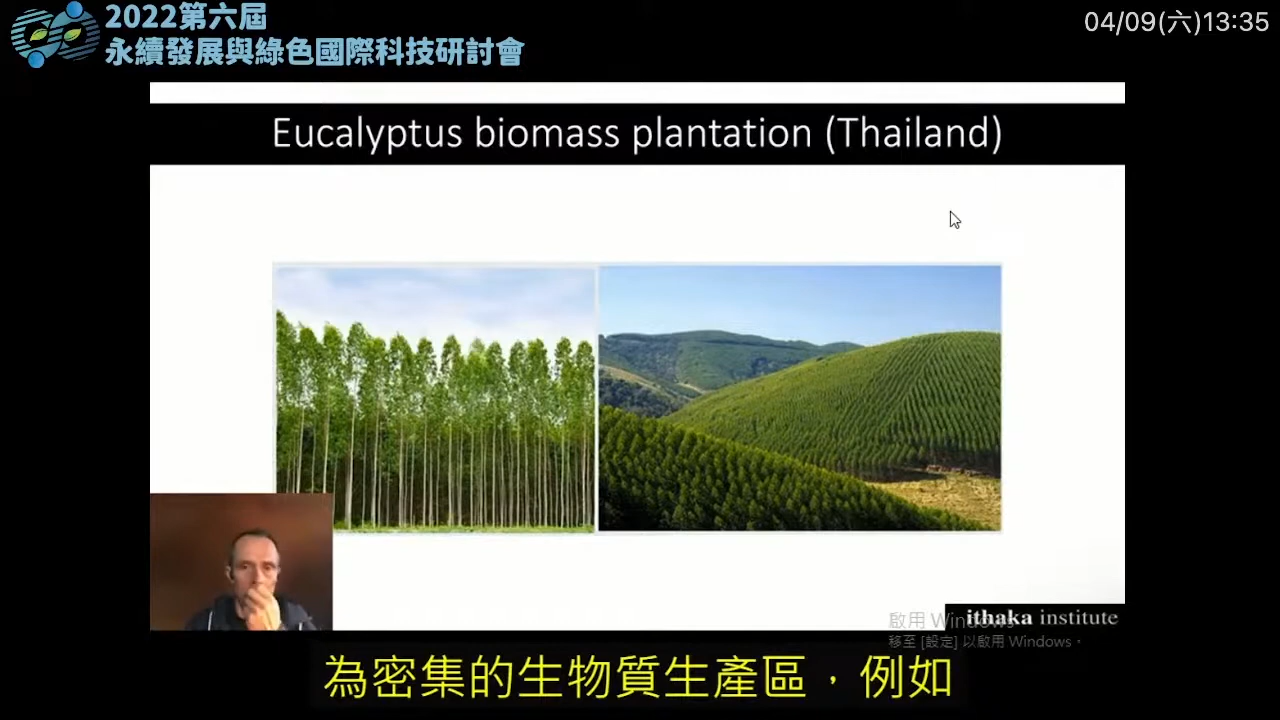 2022第六屆
永續發展與綠色國際科技研討會
04/09(六)13:35
Eucalyptus biomass plantation (Thailand)
ithaka institute
啟用 Windows
移至 [設定] 以啟用 Windows。
為密集的生物質生產區，例如